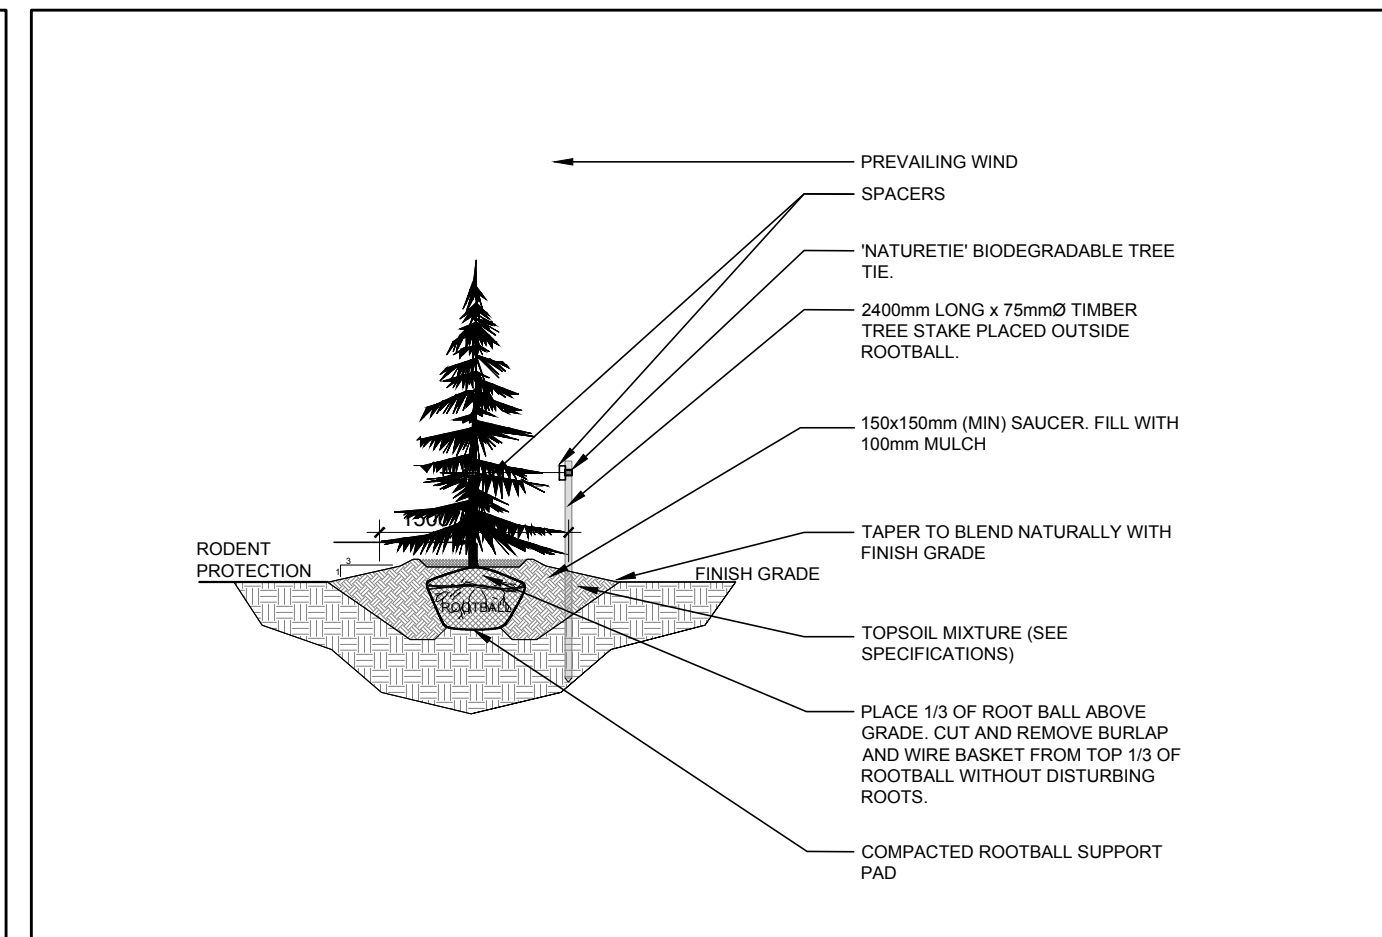 PREVAILING WIND
SPACERS
'NATURETIE' BIODEGRADABLE TREE
TIE.
2400mm LONG x 75mmØ TIMBER
TREE STAKE PLACED OUTSIDE
ROOTBALL.
150x150mm (MIN) SAUCER. FILL WITH
100mm MULCH
TAPER TO BLEND NATURALLY WITH
FINISH GRADE
RODENT
PROTECTION
3
1
FINISH GRADE
ROOTBALL
TOPSOIL MIXTURE (SEE
SPECIFICATIONS)
PLACE 1/3 OF ROOT BALL ABOVE
GRADE. CUT AND REMOVE BURLAP
AND WIRE BASKET FROM TOP 1/3 OF
ROOTBALL WITHOUT DISTURBING
ROOTS.
COMPACTED ROOTBALL SUPPORT
PAD